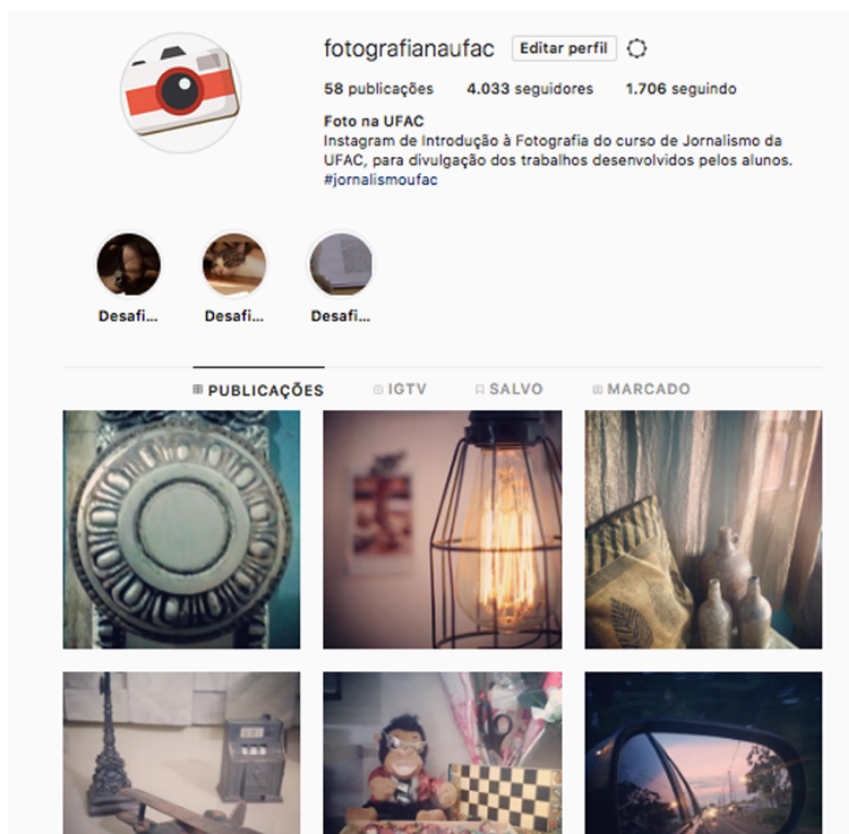 fotografianaufac Editar perfil
58 publicações 4.033 seguidores 1.706 seguindo
Foto na UFAC
Instagram de Introdução à Fotografia do curso de Jornalismo da
UFAC, para divulgação dos trabalhos desenvolvidos pelos alunos.
#jornalismoufac
Desafi... Desafi... Desafi...
PUBLICAÇÕES IGTV SALVO MARCADO